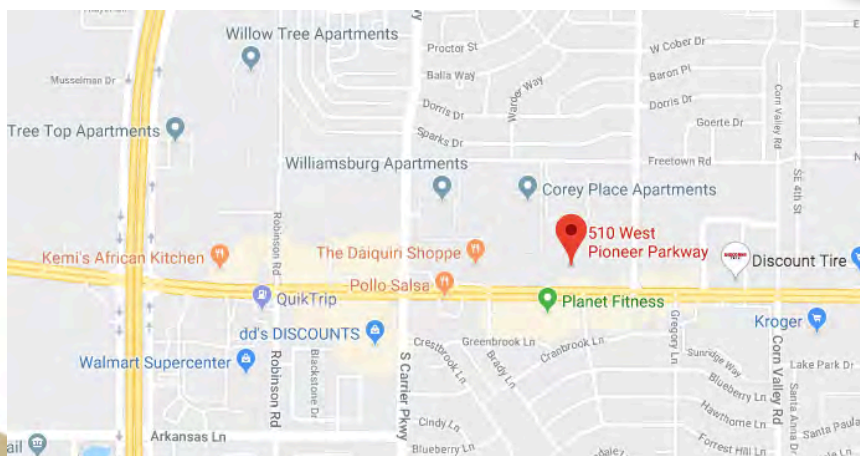 Willow Tree Apartments
Proctor St
W Cober Dr
Balla Way
Baron Pl
Musselman Dr
Warder Way
Corn Valley Rd
Dorris Dr
Dorris Dr
Goerte Dr
Tree Top Apartments
Sparks Dr
Williamsburg Apartments
Freetown Rd
N
SE 4th St
Corey Place Apartments
Robinson Rd
510 West
Pioneer Parkway
Kemi's African Kitchen
The Daiquiri Shoppe
Discount Tire
Pollo Salsa
QuikTrip
Planet Fitness
Kroger
dd's DISCOUNTS
Gregory Ln
Crestbrook Ln
Greenbrook Ln
Cranbrook Ln
Brady Ln
Walmart Supercenter
Robinson Rd
Blackstone Dr
S Carrier Pkwy
Sunridge Way
Corn Valley Rd
Lake Park Dr
Blueberry Ln
Santa Anna Dr
Hawthorne Ln
Cindy Ln
Santa Paula
Arkansas Ln
Blueberry Ln
Forrest Hill Ln
ail